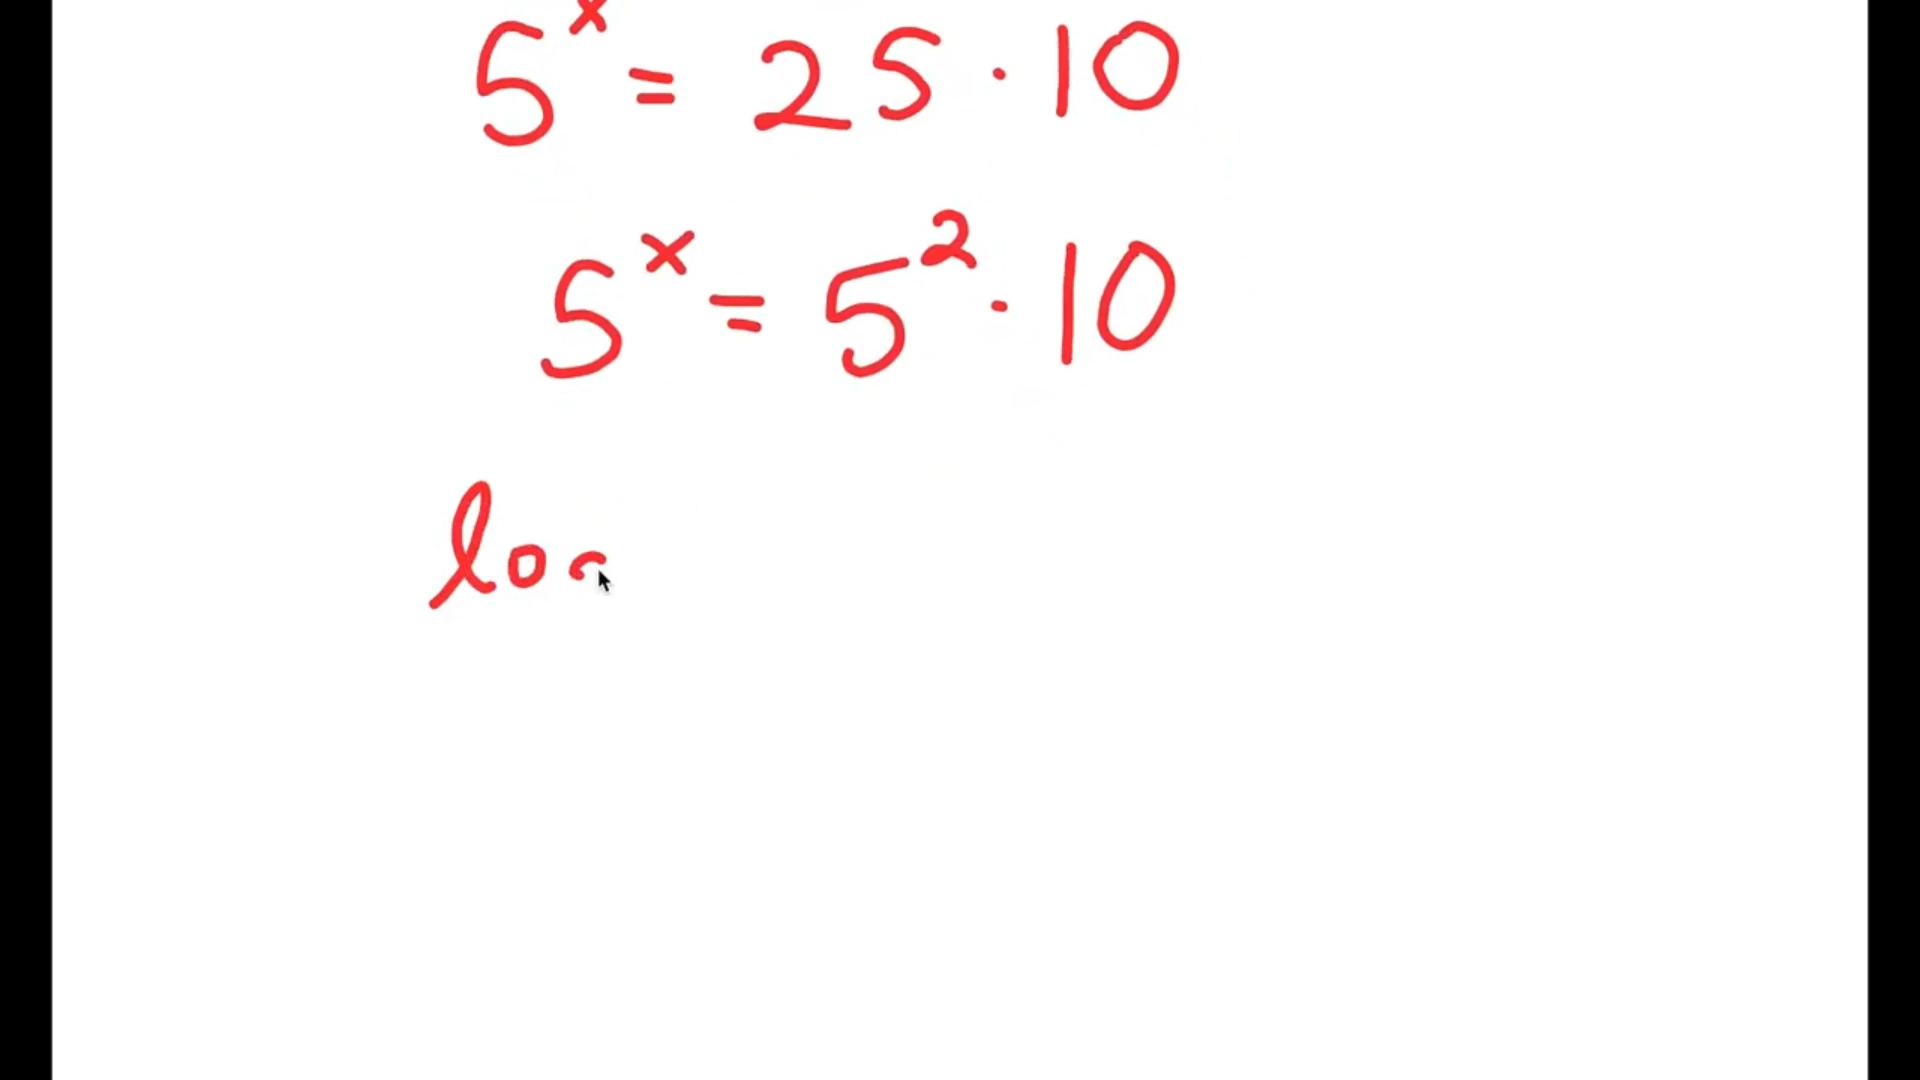 5^x = 25 · 10
5^x = 5^2 · 10
lo